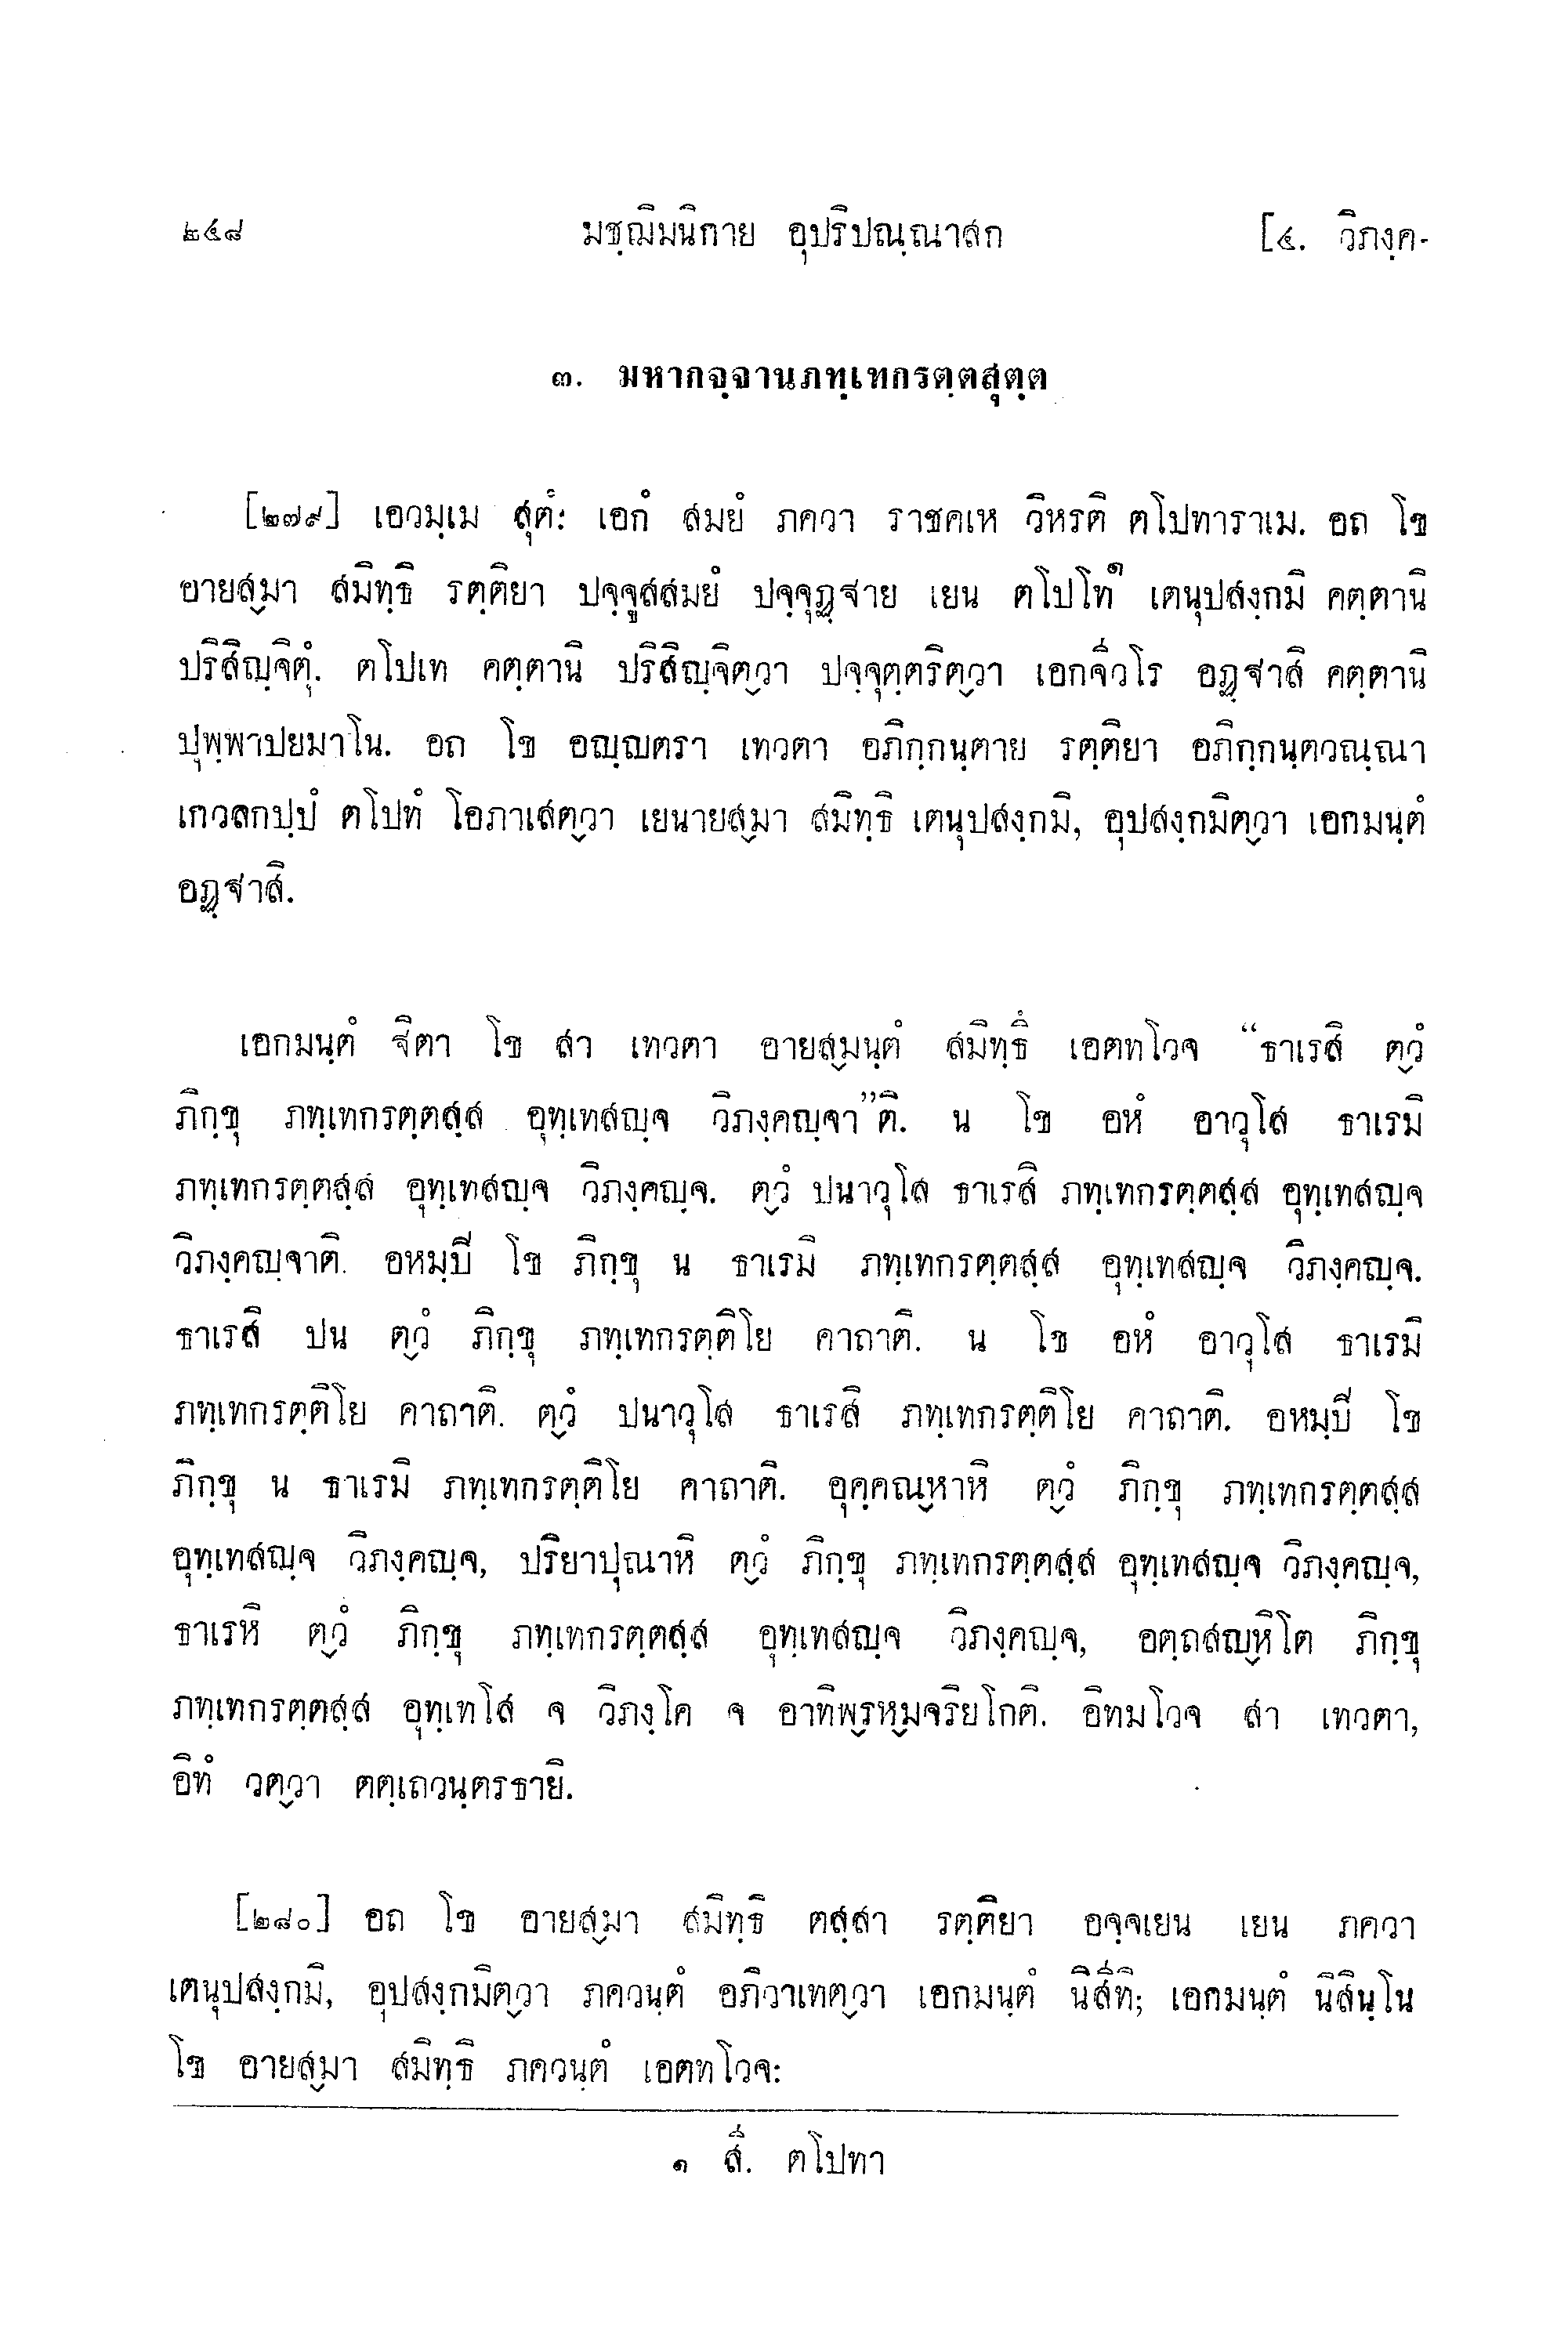 ๒๔๘ มชฺฌิมนิกาย อุปริปณฺณาสก [๔. วิภงฺค-
๓. มหากจฺจานภทฺเทกรตฺตสุตฺต
[๒๗๙] เอวมฺเม สุตํ: เอกํ สมยํ ภควา ราชคเห วิหรติ ตโปทาราเม. อถ โข
อายสฺมา สมิทฺธิ รตฺติยา ปจฺจูสสมยํ ปจฺจุฏฺฐาย เยน ตโปโท๑ เตนุปสงฺกมิ คตฺตานิ
ปริสิญฺจิตุํ. ตโปเท คตฺตานิ ปริสิญฺจิตฺวา ปจฺจุตฺตริตฺวา เอกจีวโร อฏฺฐาสิ คตฺตานิ
ปุพฺพาปยมาโน. อถ โข อญฺญตรา เทวตา อภิกฺกนฺตาย รตฺติยา อภิกฺกนฺตวณฺณา
เกวลกปฺปํ ตโปทํ โอภาเสตฺวา เยนายสฺมา สมิทฺธิ เตนุปสงฺกมิ, อุปสงฺกมิตฺวา เอกมนฺตํ
อฏฺฐาสิ.
เอกมนฺตํ ฐิตา โข สา เทวตา อายสฺมนฺตํ สมิทฺธึ เอตทโวจ “ธาเรสิ ตฺวํ
ภิกฺขุ ภทฺเทกรตฺตสฺส อุทฺเทสญฺจ วิภงฺคญฺจา”ติ. น โข อหํ อาวุโส ธาเรมิ
ภทฺเทกรตฺตสฺส อุทฺเทสญฺจ วิภงฺคญฺจ. ตฺวํ ปนาวุโส ธาเรสิ ภทฺเทกรตฺตสฺส อุทฺเทสญฺจ
วิภงฺคญฺจาติ. อหมฺปิ โข ภิกฺขุ น ธาเรมิ ภทฺเทกรตฺตสฺส อุทฺเทสญฺจ วิภงฺคญฺจ.
ธาเรสิ ปน ตฺวํ ภิกฺขุ ภทฺเทกรตฺติโย คาถาติ. น โข อหํ อาวุโส ธาเรมิ
ภทฺเทกรตฺติโย คาถาติ. ตฺวํ ปนาวุโส ธาเรสิ ภทฺเทกรตฺติโย คาถาติ. อหมฺปิ โข
ภิกฺขุ น ธาเรมิ ภทฺเทกรตฺติโย คาถาติ. อุคฺคณฺหาหิ ตฺวํ ภิกฺขุ ภทฺเทกรตฺตสฺส
อุทฺเทสญฺจ วิภงฺคญฺจ, ปริยาปุณาหิ ตฺวํ ภิกฺขุ ภทฺเทกรตฺตสฺส อุทฺเทสญฺจ วิภงฺคญฺจ,
ธาเรหิ ตฺวํ ภิกฺขุ ภทฺเทกรตฺตสฺส อุทฺเทสญฺจ วิภงฺคญฺจ, อตฺถสญฺหิโต ภิกฺขุ
ภทฺเทกรตฺตสฺส อุทฺเทโส จ วิภงฺโค จ อาทิพฺรหฺมจริยโกติ. อิทมโวจ สา เทวตา,
อิทํ วตฺวา ตตฺเถวนฺตรธายิ.
[๒๘๐] อถ โข อายสฺมา สมิทฺธิ ตสฺสา รตฺติยา อจฺจเยน เยน ภควา
เตนุปสงฺกมิ, อุปสงฺกมิตฺวา ภควนฺตํ อภิวาเทตฺวา เอกมนฺตํ นิสีทิ; เอกมนฺตํ นิสินฺโน
โข อายสฺมา สมิทฺธิ ภควนฺตํ เอตทโวจ:
๑ สี. ตโปทา